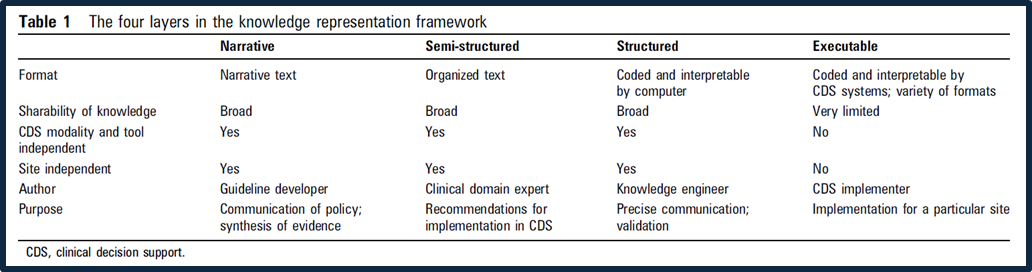 Table 1 The four layers in the knowledge representation framework
Narrative Semi-structured Structured Executable
Format Narrative text Organized text Coded and interpretable Coded and interpretable by
by computer CDS systems; variety of formats
Sharability of knowledge Broad Broad Broad Very limited
CDS modality and tool Yes Yes Yes No
independent
Site independent Yes Yes Yes No
Author Guideline developer Clinical domain expert Knowledge engineer CDS implementer
Purpose Communication of policy; Recommendations for Precise communication; Implementation for a particular site
synthesis of evidence implementation in CDS validation
CDS, clinical decision support.